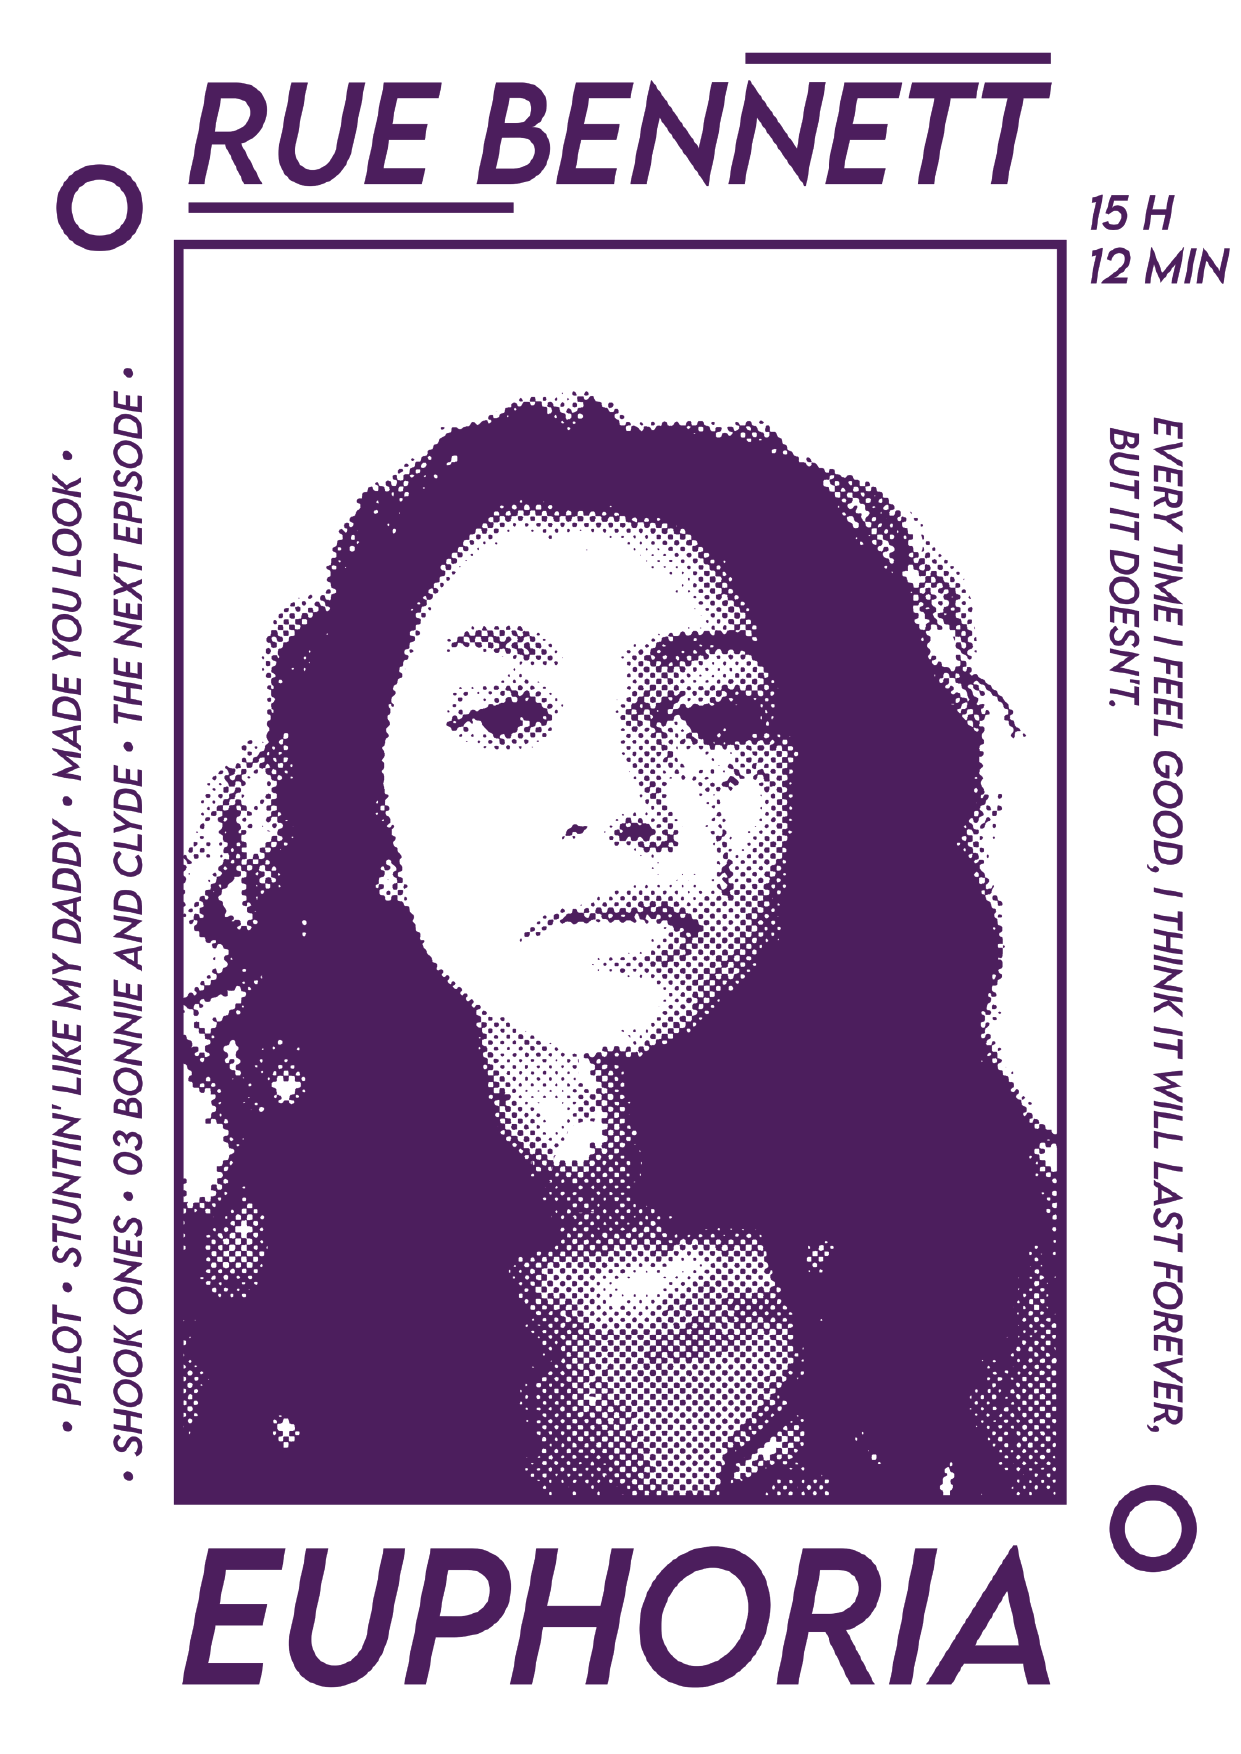 RUE BENNETT
15 H
12 MIN
• PILOT • STUNTIN' LIKE MY DADDY • MADE YOU LOOK •
• SHOOK ONES • 03 BONNIE AND CLYDE • THE NEXT EPISODE •
EVERY TIME I FEEL GOOD, I THINK IT WILL LAST FOREVER,
BUT IT DOESN'T.
EUPHORIA